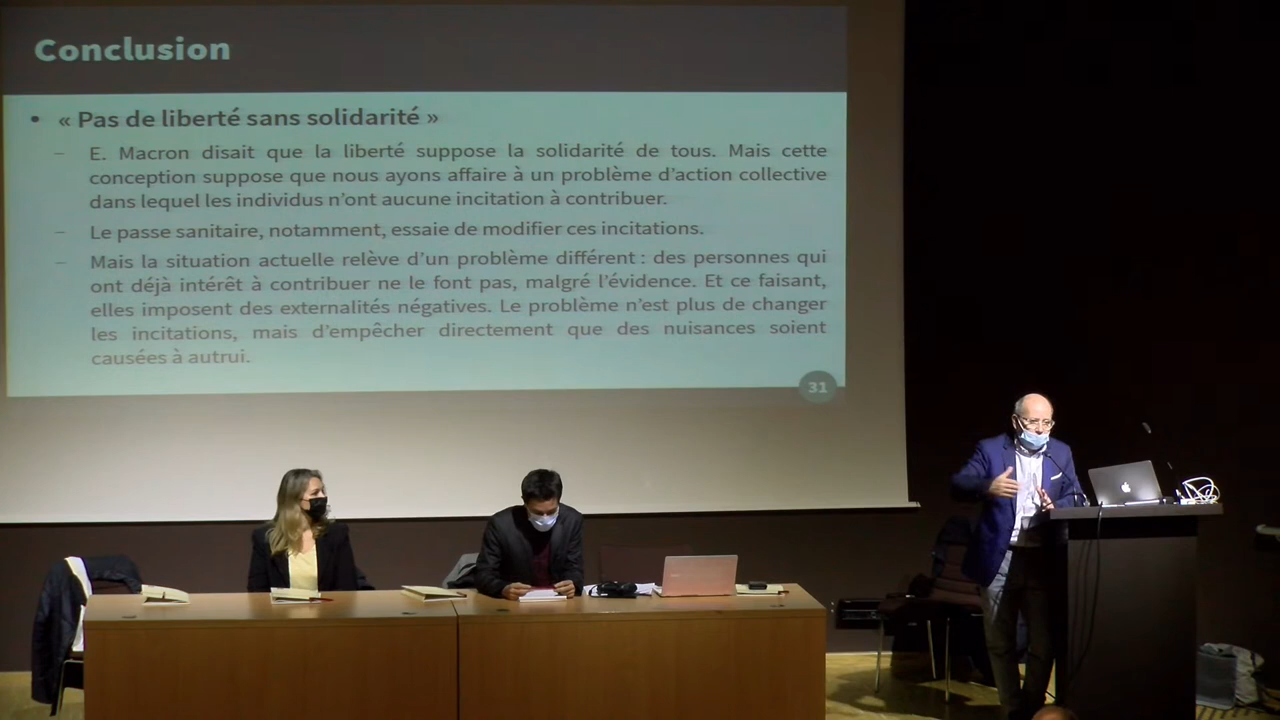 Conclusion
• « Pas de liberté sans solidarité »
– E. Macron disait que la liberté suppose la solidarité de tous. Mais cette
conception suppose que nous ayons affaire à un problème d'action collective
dans lequel les individus n'ont aucune incitation à contribuer.
– Le passe sanitaire, notamment, essaie de modifier ces incitations.
– Mais la situation actuelle relève d'un problème différent : des personnes qui
ont déjà intérêt à contribuer ne le font pas, malgré l'évidence. Et ce faisant,
elles imposent des externalités négatives. Le problème n'est plus de changer
les incitations, mais d'empêcher directement que des nuisances soient
causées à autrui.
31